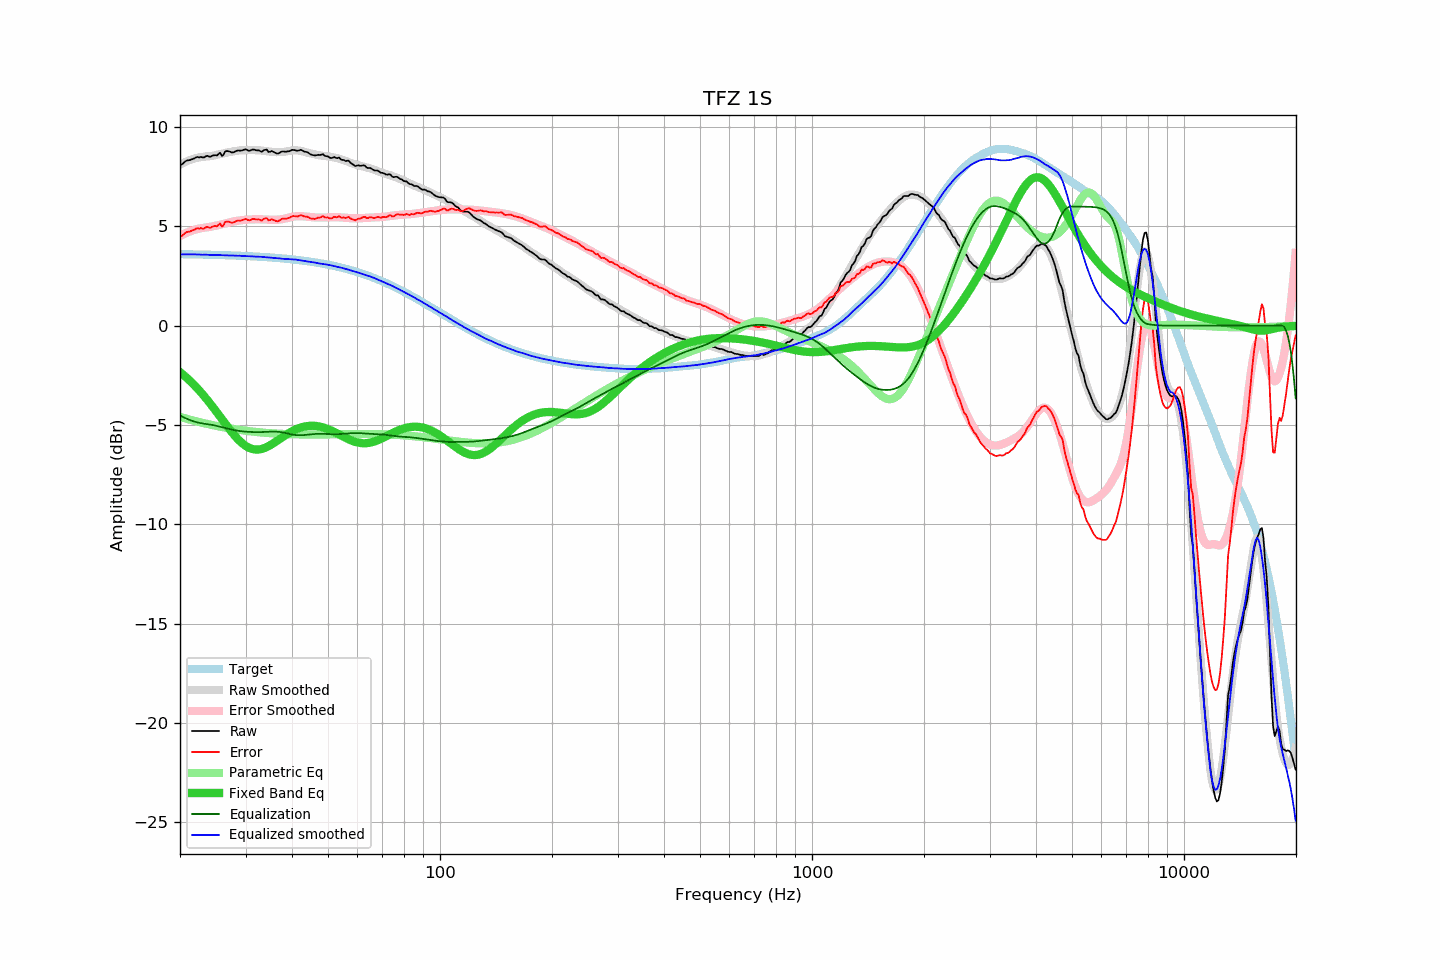 TFZ 1S
10
5
0
−5
−10
−15
−20
−25
Amplitude (dBr)
Target
Raw Smoothed
Error Smoothed
Raw
Error
Parametric Eq
Fixed Band Eq
Equalization
Equalized smoothed
100
1000
10000
Frequency (Hz)